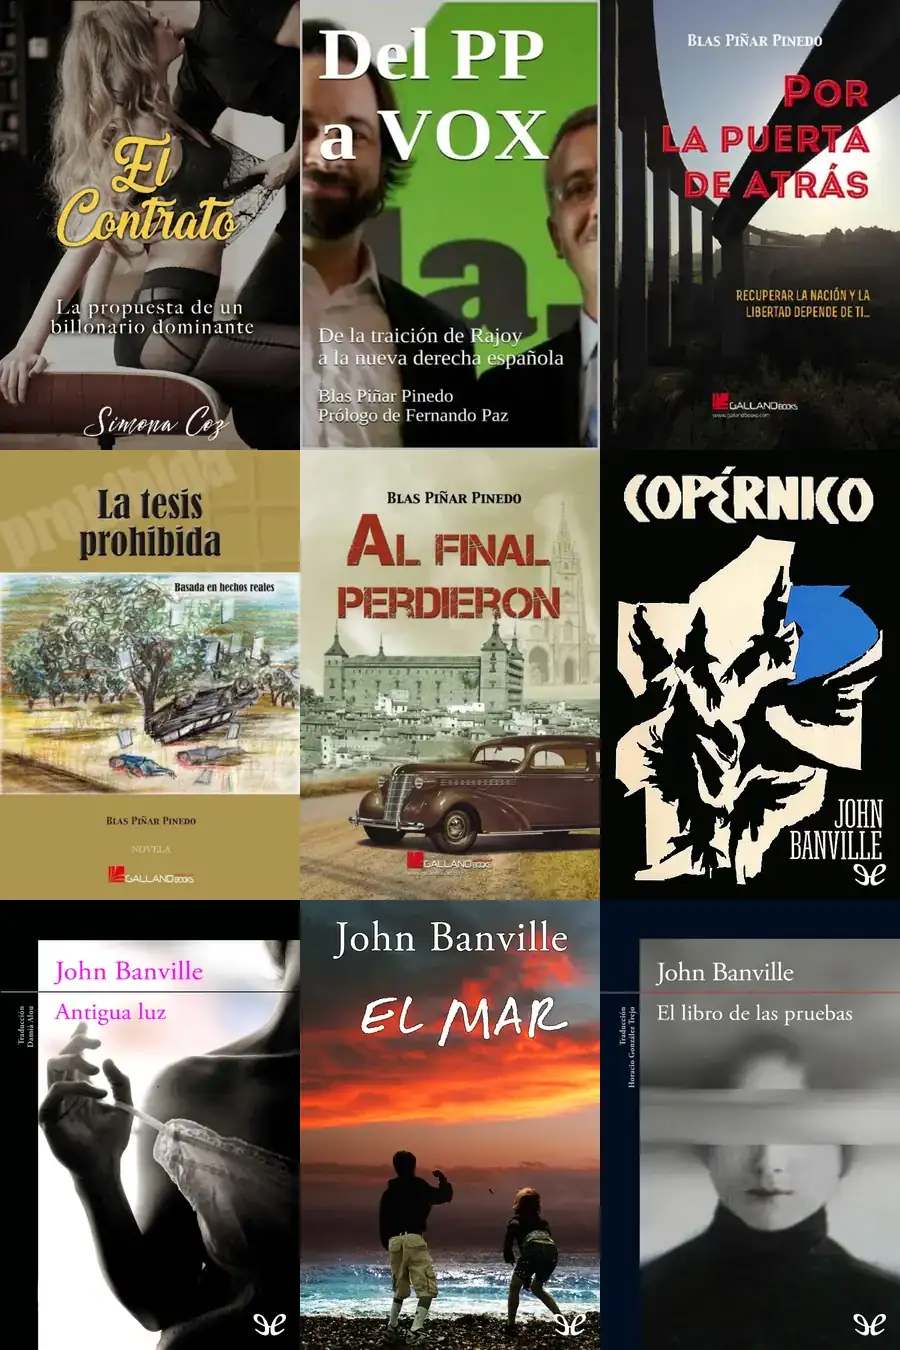 El
Contrato
La propuesta de un
billonario dominante
Simona Coz
Del PP
a VOX
la.
De la traición de Rajoy
a la nueva derecha española
Blas Piñar Pinedo
Prólogo de Fernando Paz
Blas Piñar Pinedo
Por
la puerta
de atrás
RECUPERAR LA NACIÓN Y LA
LIBERTAD DEPENDE DE TI...
GALLANDBOOKS
www.gallandbooks.com
prohibida
La tesis
prohibida
Basada en hechos reales
Blas Piñar Pinedo
NOVELA
GALLANDBOOKS
Blas Piñar Pinedo
Al final
perdieron
GALLANDBOOKS
COPÉRNICO
JOHN
BANVILLE
John Banville
Antigua luz
Traducción
Damià Alou
John Banville
EL MAR
John Banville
El libro de las pruebas
Traducción
Horacio González Trejo